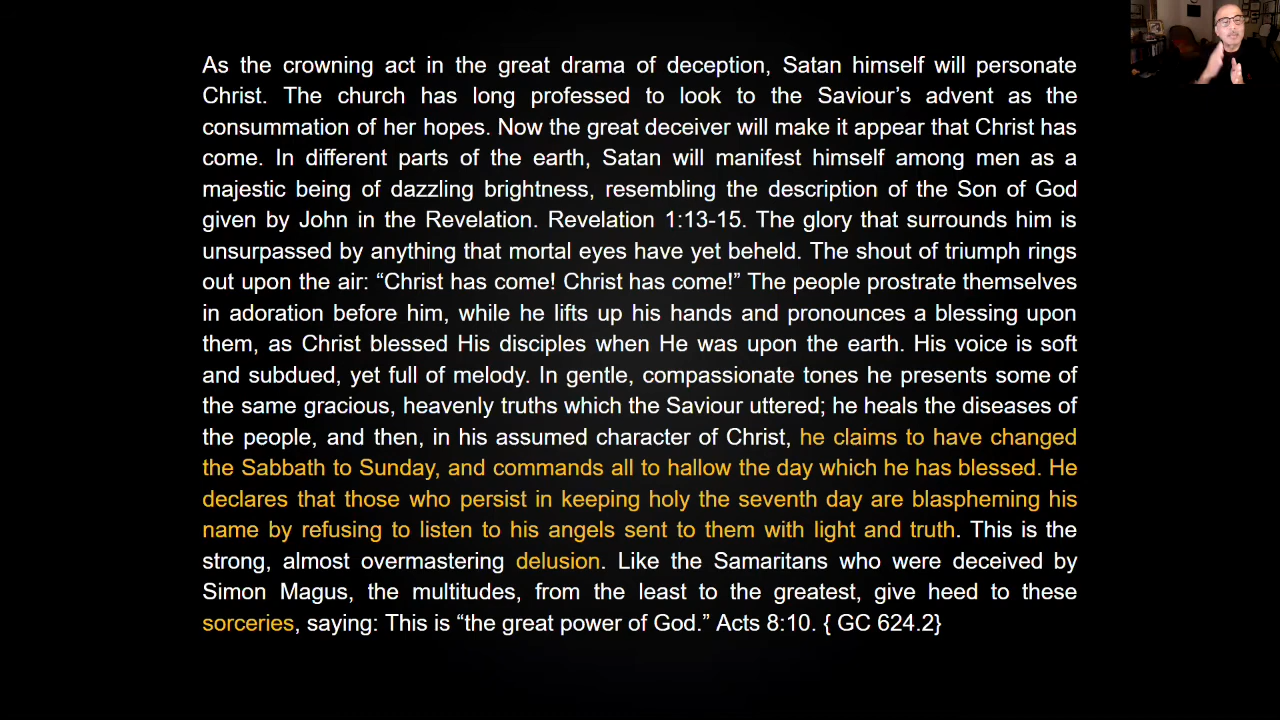 As the crowning act in the great drama of deception, Satan himself will personate
Christ. The church has long professed to look to the Saviour’s advent as the
consummation of her hopes. Now the great deceiver will make it appear that Christ has
come. In different parts of the earth, Satan will manifest himself among men as a
majestic being of dazzling brightness, resembling the description of the Son of God
given by John in the Revelation. Revelation 1:13-15. The glory that surrounds him is
unsurpassed by anything that mortal eyes have yet beheld. The shout of triumph rings
out upon the air: “Christ has come! Christ has come!” The people prostrate themselves
in adoration before him, while he lifts up his hands and pronounces a blessing upon
them, as Christ blessed His disciples when He was upon the earth. His voice is soft
and subdued, yet full of melody. In gentle, compassionate tones he presents some of
the same gracious, heavenly truths which the Saviour uttered; he heals the diseases of
the people, and then, in his assumed character of Christ, he claims to have changed
the Sabbath to Sunday, and commands all to hallow the day which he has blessed. He
declares that those who persist in keeping holy the seventh day are blaspheming his
name by refusing to listen to his angels sent to them with light and truth. This is the
strong, almost overmastering delusion. Like the Samaritans who were deceived by
Simon Magus, the multitudes, from the least to the greatest, give heed to these
sorceries, saying: This is “the great power of God.” Acts 8:10. { GC 624.2}